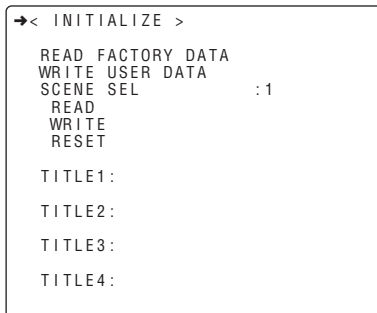 ➔< INITIALIZE >
READ FACTORY DATA
WRITE USER DATA
SCENE SEL :1
READ
WRITE
RESET
TITLE1:
TITLE2:
TITLE3:
TITLE4: